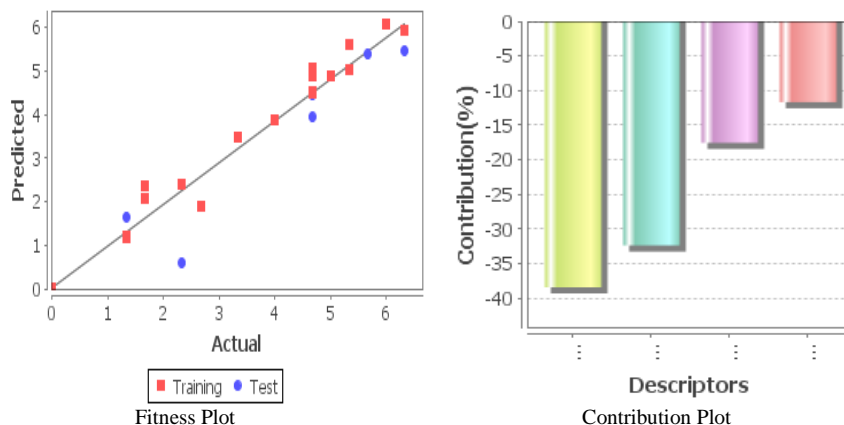 6
5
4
3
2
1
0
Predicted
0 1 2 3 4 5 6
Actual
Training Test
Fitness Plot
0
-5
-10
-15
-20
-25
-30
-35
-40
Contribution(%)
... ... ... ...
Descriptors
Contribution Plot